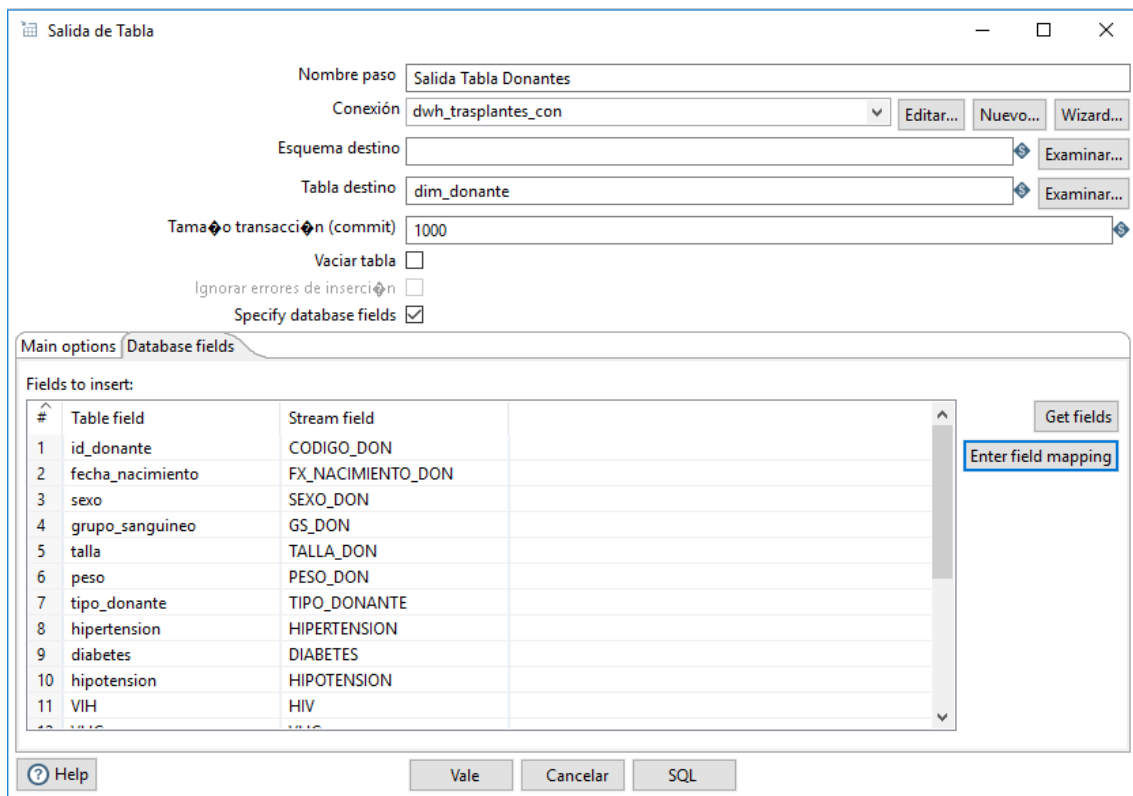 Salida de Tabla
Nombre paso Salida Tabla Donantes
Conexión dwh_trasplantes_con Editar... Nuevo... Wizard...
Esquema destino Examinar...
Tabla destino dim_donante Examinar...
Tama�o transacci�n (commit) 1000
Vaciar tabla
Ignorar errores de inserci�n
Specify database fields
Main options Database fields
Fields to insert:
# Table field Stream field Get fields
1 id_donante CODIGO_DON
Enter field mapping
2 fecha_nacimiento FX_NACIMIENTO_DON
3 sexo SEXO_DON
4 grupo_sanguineo GS_DON
5 talla TALLA_DON
6 peso PESO_DON
7 tipo_donante TIPO_DONANTE
8 hipertension HIPERTENSION
9 diabetes DIABETES
10 hipotension HIPOTENSION
11 VIH HIV
Help Vale Cancelar SQL